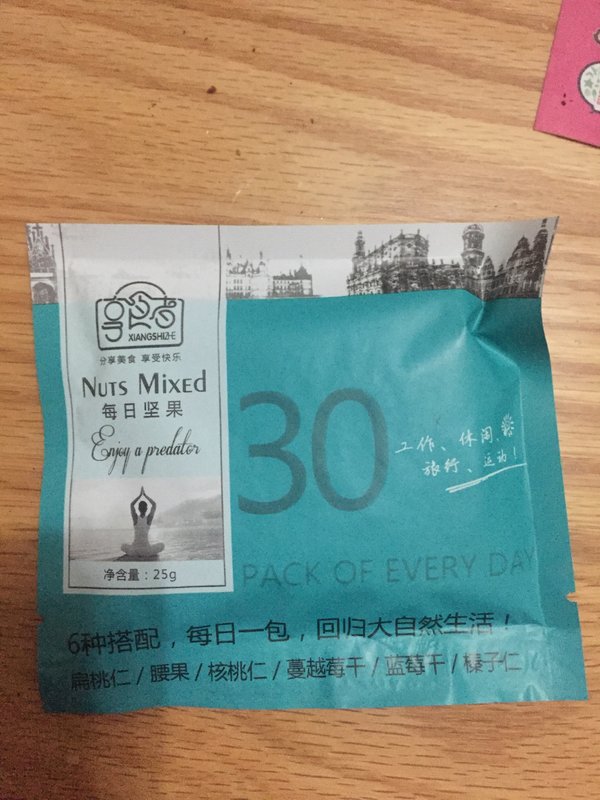 享食者
XIANGSHIZHE
分享美食 享受快乐
NUTS MIXED
每日坚果
Enjoy a predator
净含量：25g
30
工作、休闲、
旅行、运动！
PACK OF EVERY DAY
6种搭配，每日一包，回归大自然生活！
扁桃仁 / 腰果 / 核桃仁 / 蔓越莓干 / 蓝莓干 / 榛子仁